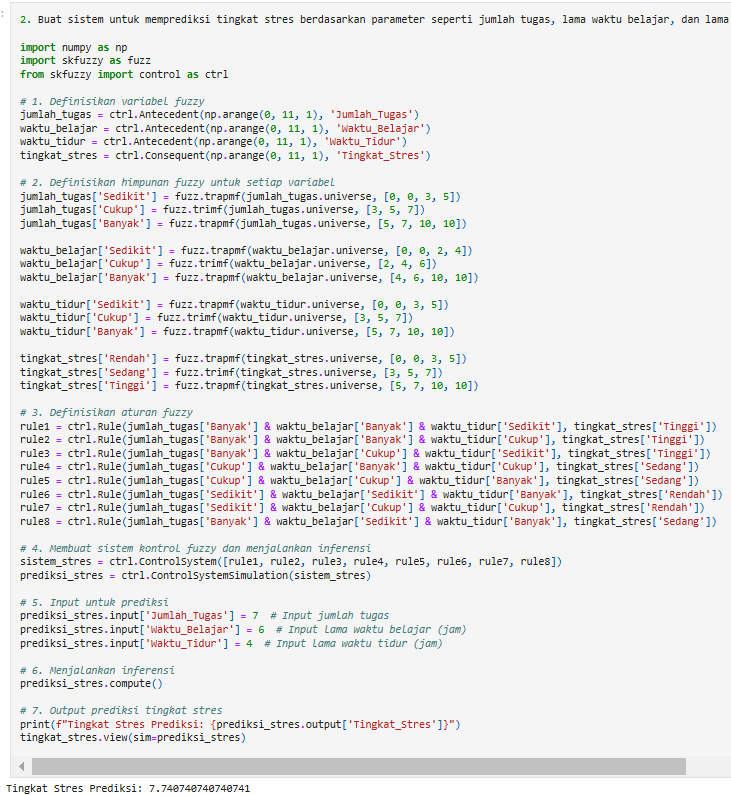 2. Buat sistem untuk memprediksi tingkat stres berdasarkan parameter seperti jumlah tugas, lama waktu belajar, dan lama
import numpy as np
import skfuzzy as fuzz
from skfuzzy import control as ctrl
# 1. Definisikan variabel fuzzy
jumlah_tugas = ctrl.Antecedent(np.arange(0, 11, 1), 'Jumlah_Tugas')
waktu_belajar = ctrl.Antecedent(np.arange(0, 11, 1), 'Waktu_Belajar')
waktu_tidur = ctrl.Antecedent(np.arange(0, 11, 1), 'Waktu_Tidur')
tingkat_stres = ctrl.Consequent(np.arange(0, 11, 1), 'Tingkat_Stres')
# 2. Definisikan himpunan fuzzy untuk setiap variabel
jumlah_tugas['Sedikit'] = fuzz.trapmf(jumlah_tugas.universe, [0, 0, 3, 5])
jumlah_tugas['Cukup'] = fuzz.trimf(jumlah_tugas.universe, [3, 5, 7])
jumlah_tugas['Banyak'] = fuzz.trapmf(jumlah_tugas.universe, [5, 7, 10, 10])
waktu_belajar['Sedikit'] = fuzz.trapmf(waktu_belajar.universe, [0, 0, 2, 4])
waktu_belajar['Cukup'] = fuzz.trimf(waktu_belajar.universe, [2, 4, 6])
waktu_belajar['Banyak'] = fuzz.trapmf(waktu_belajar.universe, [4, 6, 10, 10])
waktu_tidur['Sedikit'] = fuzz.trapmf(waktu_tidur.universe, [0, 0, 3, 5])
waktu_tidur['Cukup'] = fuzz.trimf(waktu_tidur.universe, [3, 5, 7])
waktu_tidur['Banyak'] = fuzz.trapmf(waktu_tidur.universe, [5, 7, 10, 10])
tingkat_stres['Rendah'] = fuzz.trapmf(tingkat_stres.universe, [0, 0, 3, 5])
tingkat_stres['Sedang'] = fuzz.trimf(tingkat_stres.universe, [3, 5, 7])
tingkat_stres['Tinggi'] = fuzz.trapmf(tingkat_stres.universe, [5, 7, 10, 10])
# 3. Definisikan aturan fuzzy
rule1 = ctrl.Rule(jumlah_tugas['Banyak'] & waktu_belajar['Banyak'] & waktu_tidur['Sedikit'], tingkat_stres['Tinggi'])
rule2 = ctrl.Rule(jumlah_tugas['Banyak'] & waktu_belajar['Banyak'] & waktu_tidur['Cukup'], tingkat_stres['Tinggi'])
rule3 = ctrl.Rule(jumlah_tugas['Banyak'] & waktu_belajar['Cukup'] & waktu_tidur['Sedikit'], tingkat_stres['Tinggi'])
rule4 = ctrl.Rule(jumlah_tugas['Cukup'] & waktu_belajar['Banyak'] & waktu_tidur['Cukup'], tingkat_stres['Sedang'])
rule5 = ctrl.Rule(jumlah_tugas['Cukup'] & waktu_belajar['Cukup'] & waktu_tidur['Banyak'], tingkat_stres['Sedang'])
rule6 = ctrl.Rule(jumlah_tugas['Sedikit'] & waktu_belajar['Sedikit'] & waktu_tidur['Banyak'], tingkat_stres['Rendah'])
rule7 = ctrl.Rule(jumlah_tugas['Sedikit'] & waktu_belajar['Cukup'] & waktu_tidur['Cukup'], tingkat_stres['Rendah'])
rule8 = ctrl.Rule(jumlah_tugas['Banyak'] & waktu_belajar['Sedikit'] & waktu_tidur['Banyak'], tingkat_stres['Sedang'])
# 4. Membuat sistem kontrol fuzzy dan menjalankan inferensi
sistem_stres = ctrl.ControlSystem([rule1, rule2, rule3, rule4, rule5, rule6, rule7, rule8])
prediksi_stres = ctrl.ControlSystemSimulation(sistem_stres)
# 5. Input untuk prediksi
prediksi_stres.input['Jumlah_Tugas'] = 7  # Input jumlah tugas
prediksi_stres.input['Waktu_Belajar'] = 6  # Input lama waktu belajar (jam)
prediksi_stres.input['Waktu_Tidur'] = 4  # Input lama waktu tidur (jam)
# 6. Menjalankan inferensi
prediksi_stres.compute()
# 7. Output prediksi tingkat stres
print(f"Tingkat Stres Prediksi: {prediksi_stres.output['Tingkat_Stres']}")
tingkat_stres.view(sim=prediksi_stres)
Tingkat Stres Prediksi: 7.740740740740741